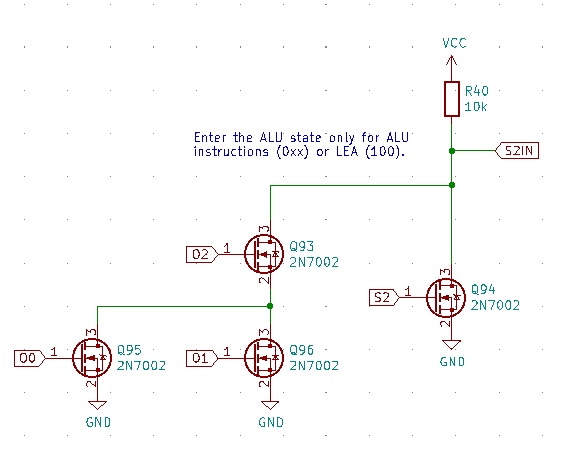 VCC
R40
10k
Enter the ALU state only for ALU
instructions (0xx) or LEA (100).
S2IN
3
O2 1 Q93
2N7002
2
3
S2 1 Q94
2N7002
2
GND
3
O0 1 Q95
2N7002
2
GND
3
O1 1 Q96
2N7002
2
GND